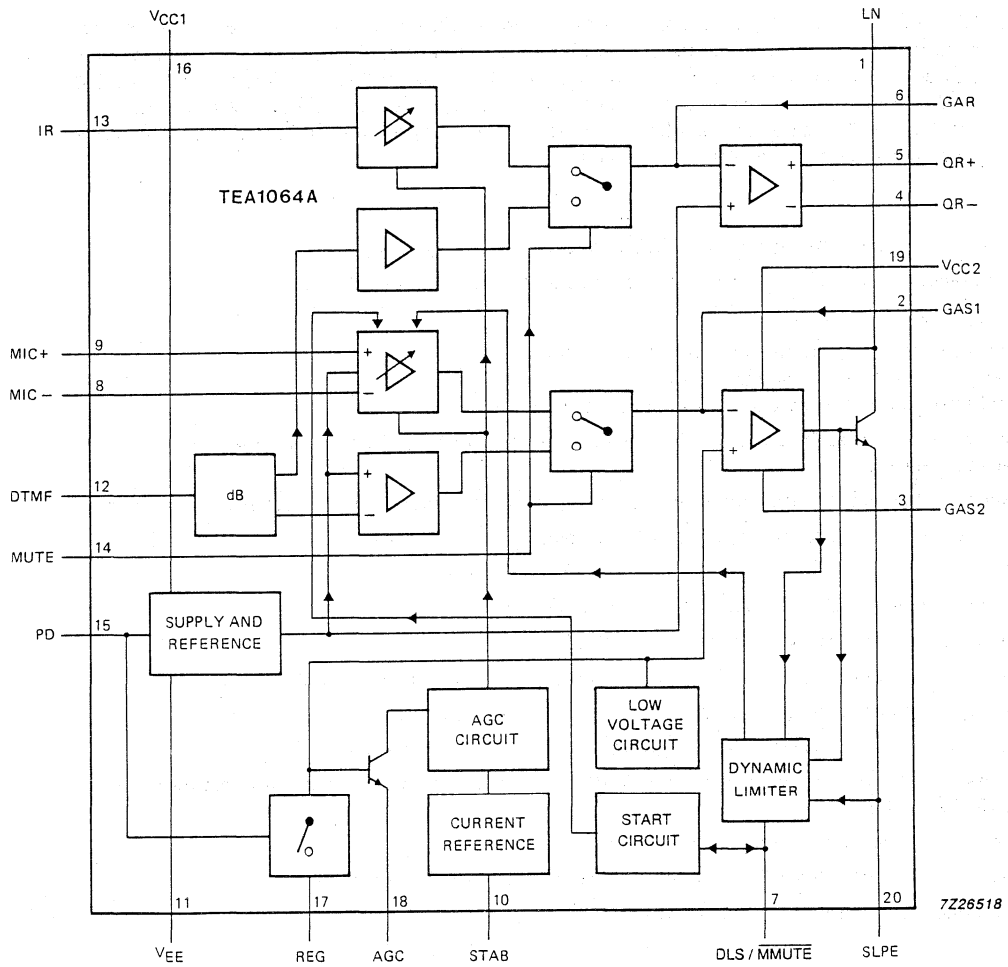 VCC1
LN
16
1
6
GAR
IR
13
5
QR+
TEA1064A
4
QR−
19
VCC2
2
GAS1
MIC+
9
+
MIC−
8
−
DTMF
12
dB
3
GAS2
MUTE
14
PD
15
SUPPLY AND
REFERENCE
AGC
CIRCUIT
LOW
VOLTAGE
CIRCUIT
DYNAMIC
LIMITER
CURRENT
REFERENCE
START
CIRCUIT
11
17
18
10
7
20
7Z26518
VEE
REG
AGC
STAB
DLS / MMUTE
SLPE